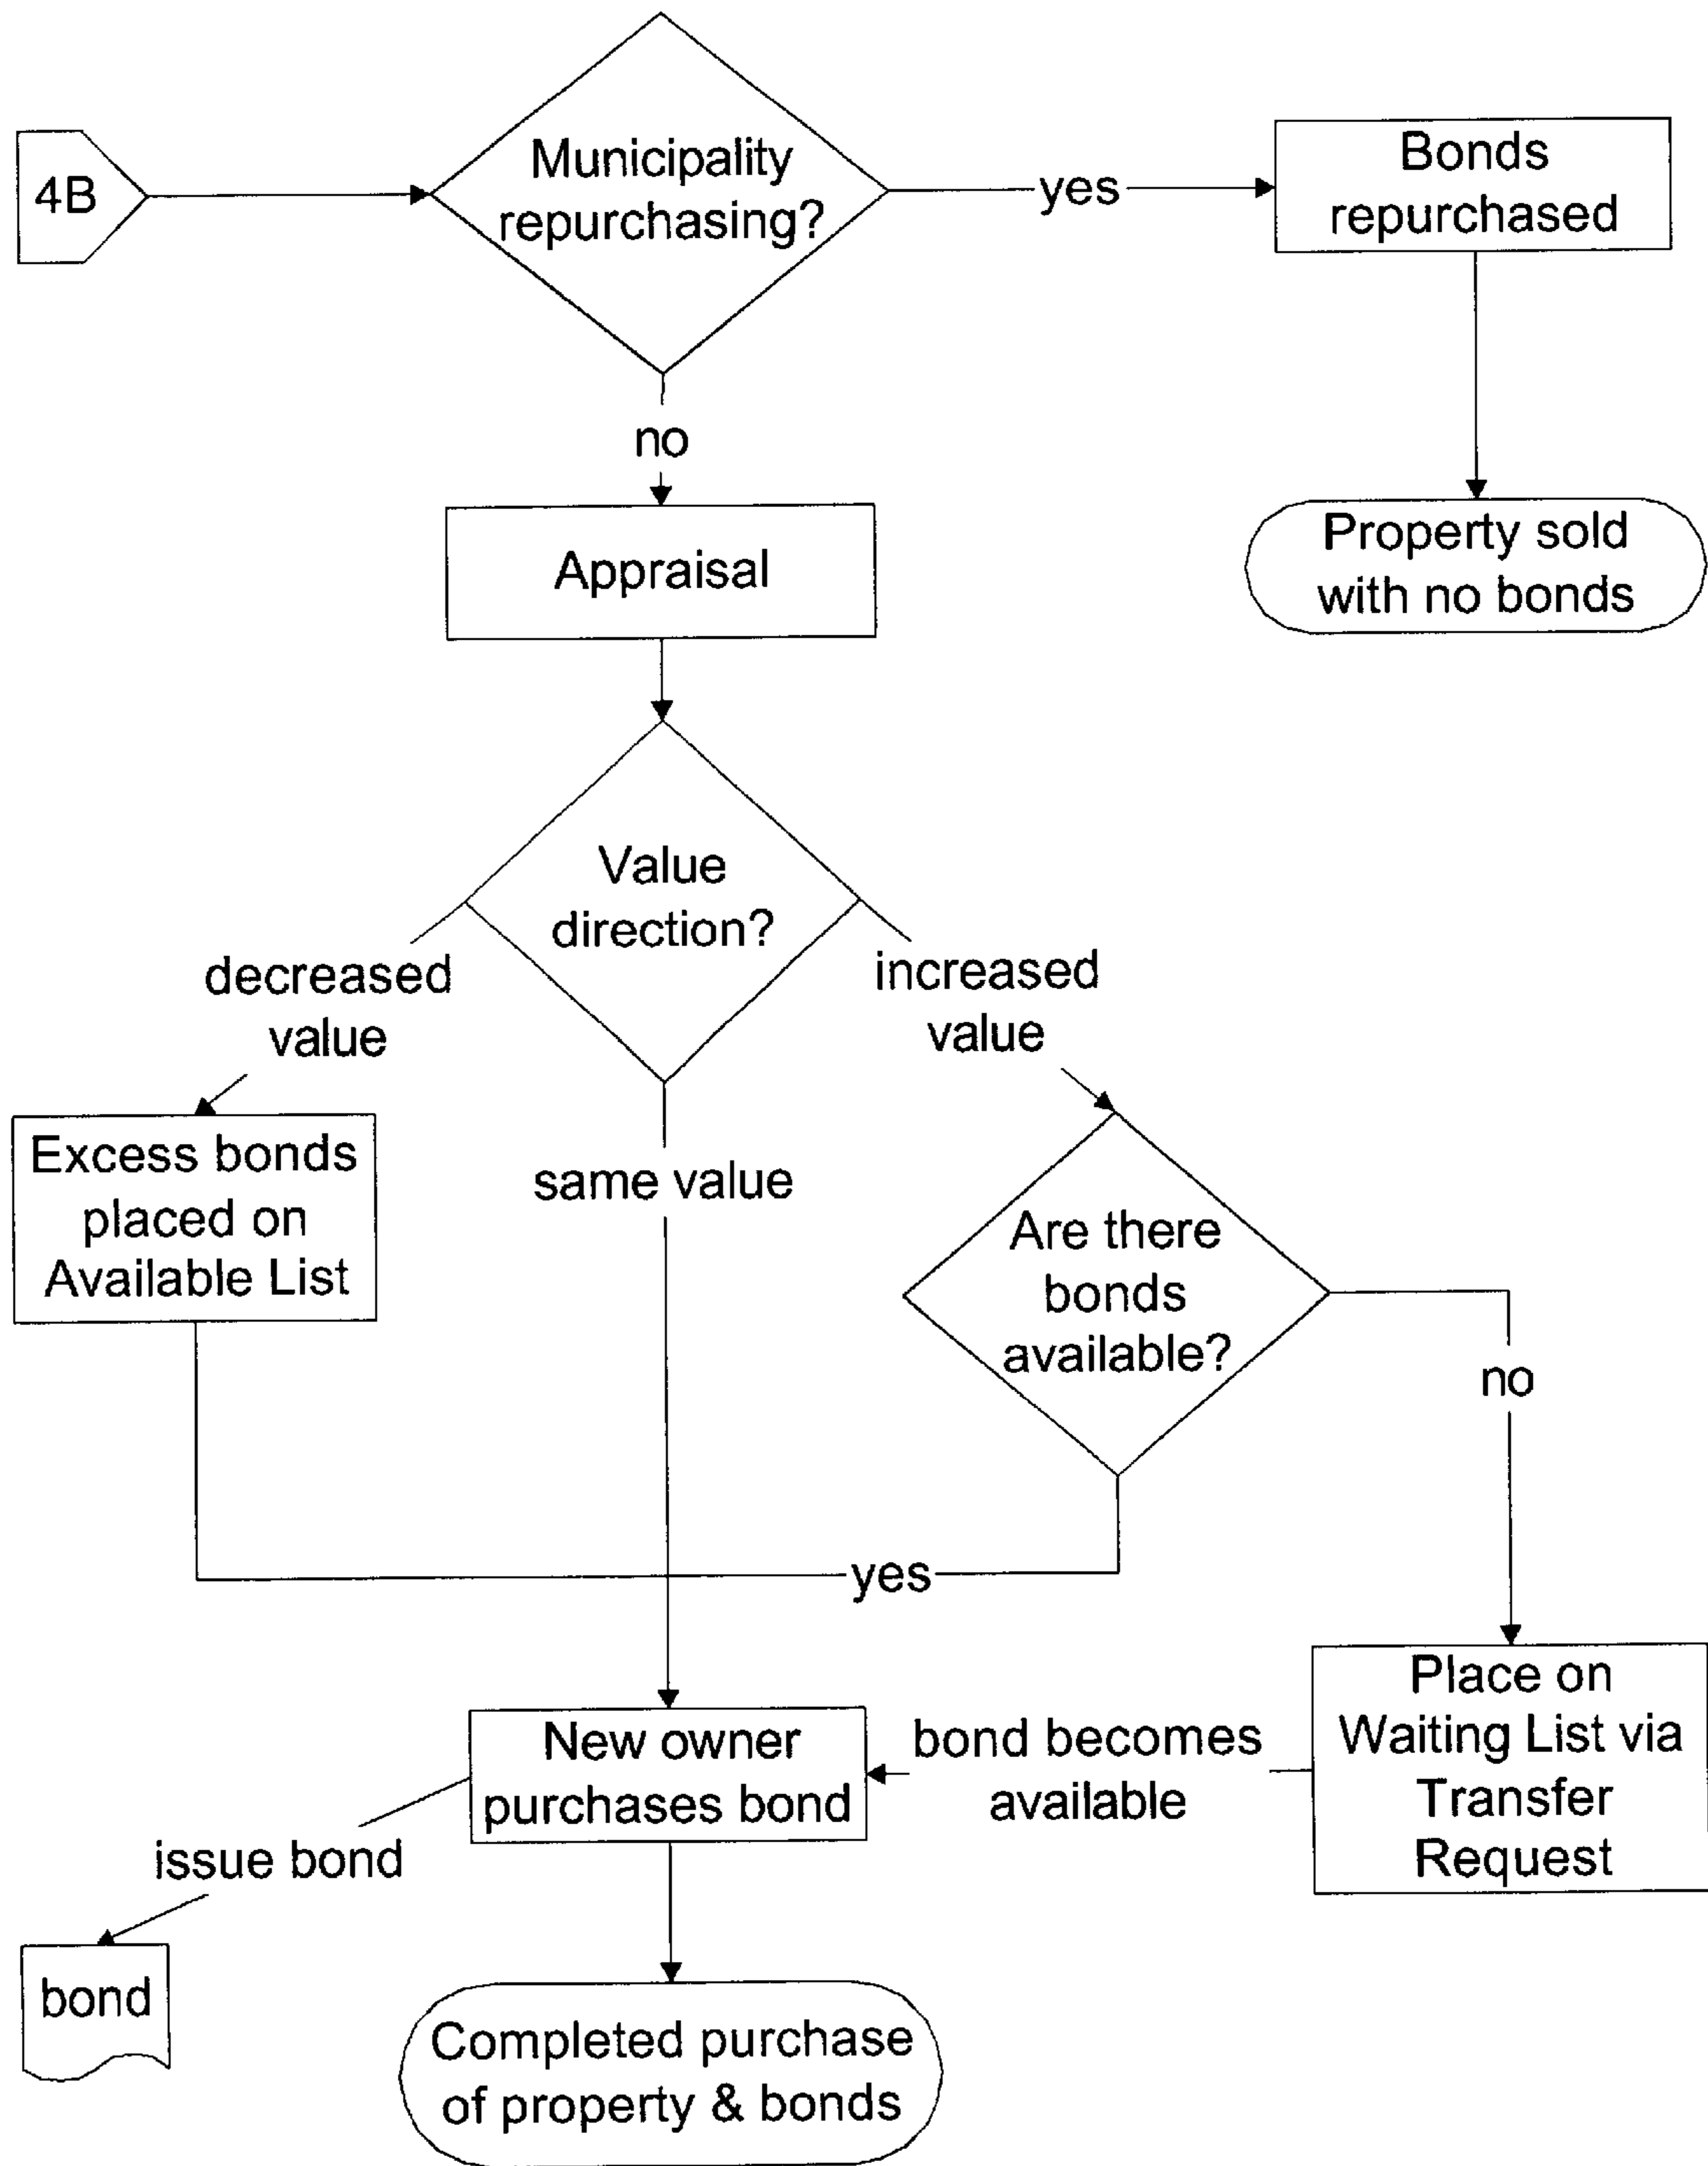 4B
Municipality
repurchasing?
yes
Bonds
repurchased
no
Appraisal
Property sold
with no bonds
Value
direction?
decreased
value
increased
value
Excess bonds
placed on
Available List
same value
Are there
bonds
available?
no
yes
New owner
purchases bond
bond becomes
available
Place on
Waiting List via
Transfer
Request
issue bond
bond
Completed purchase
of property & bonds